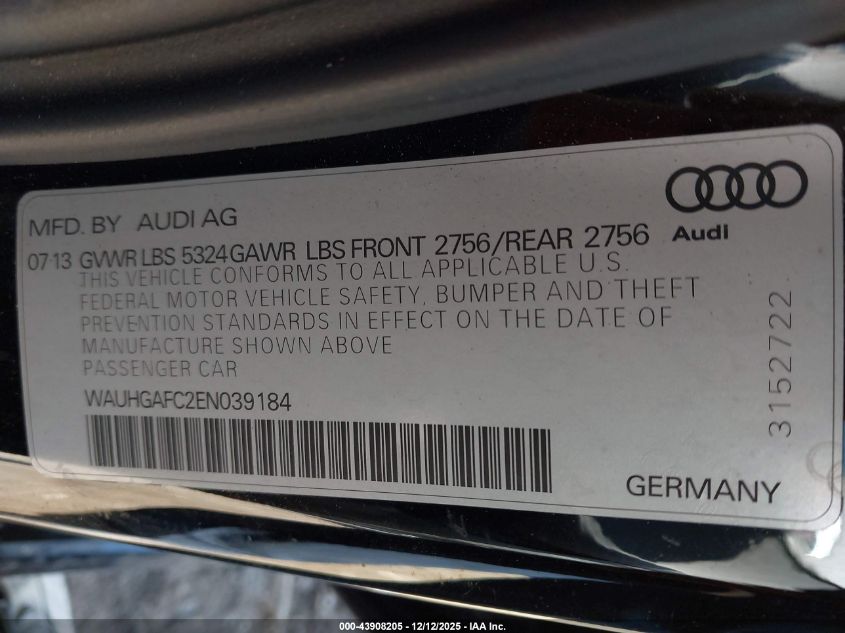 MFD. BY AUDI AG
Audi
07-13 GVWR LBS 5324 GAWR LBS FRONT 2756/REAR 2756
THIS VEHICLE CONFORMS TO ALL APPLICABLE U.S.
FEDERAL MOTOR VEHICLE SAFETY, BUMPER AND THEFT
PREVENTION STANDARDS IN EFFECT ON THE DATE OF
MANUFACTURE SHOWN ABOVE
PASSENGER CAR
WAUHGAFC2EN039184
3152722
GERMANY
000-43908205 - 12/12/2025 - IAA Inc.